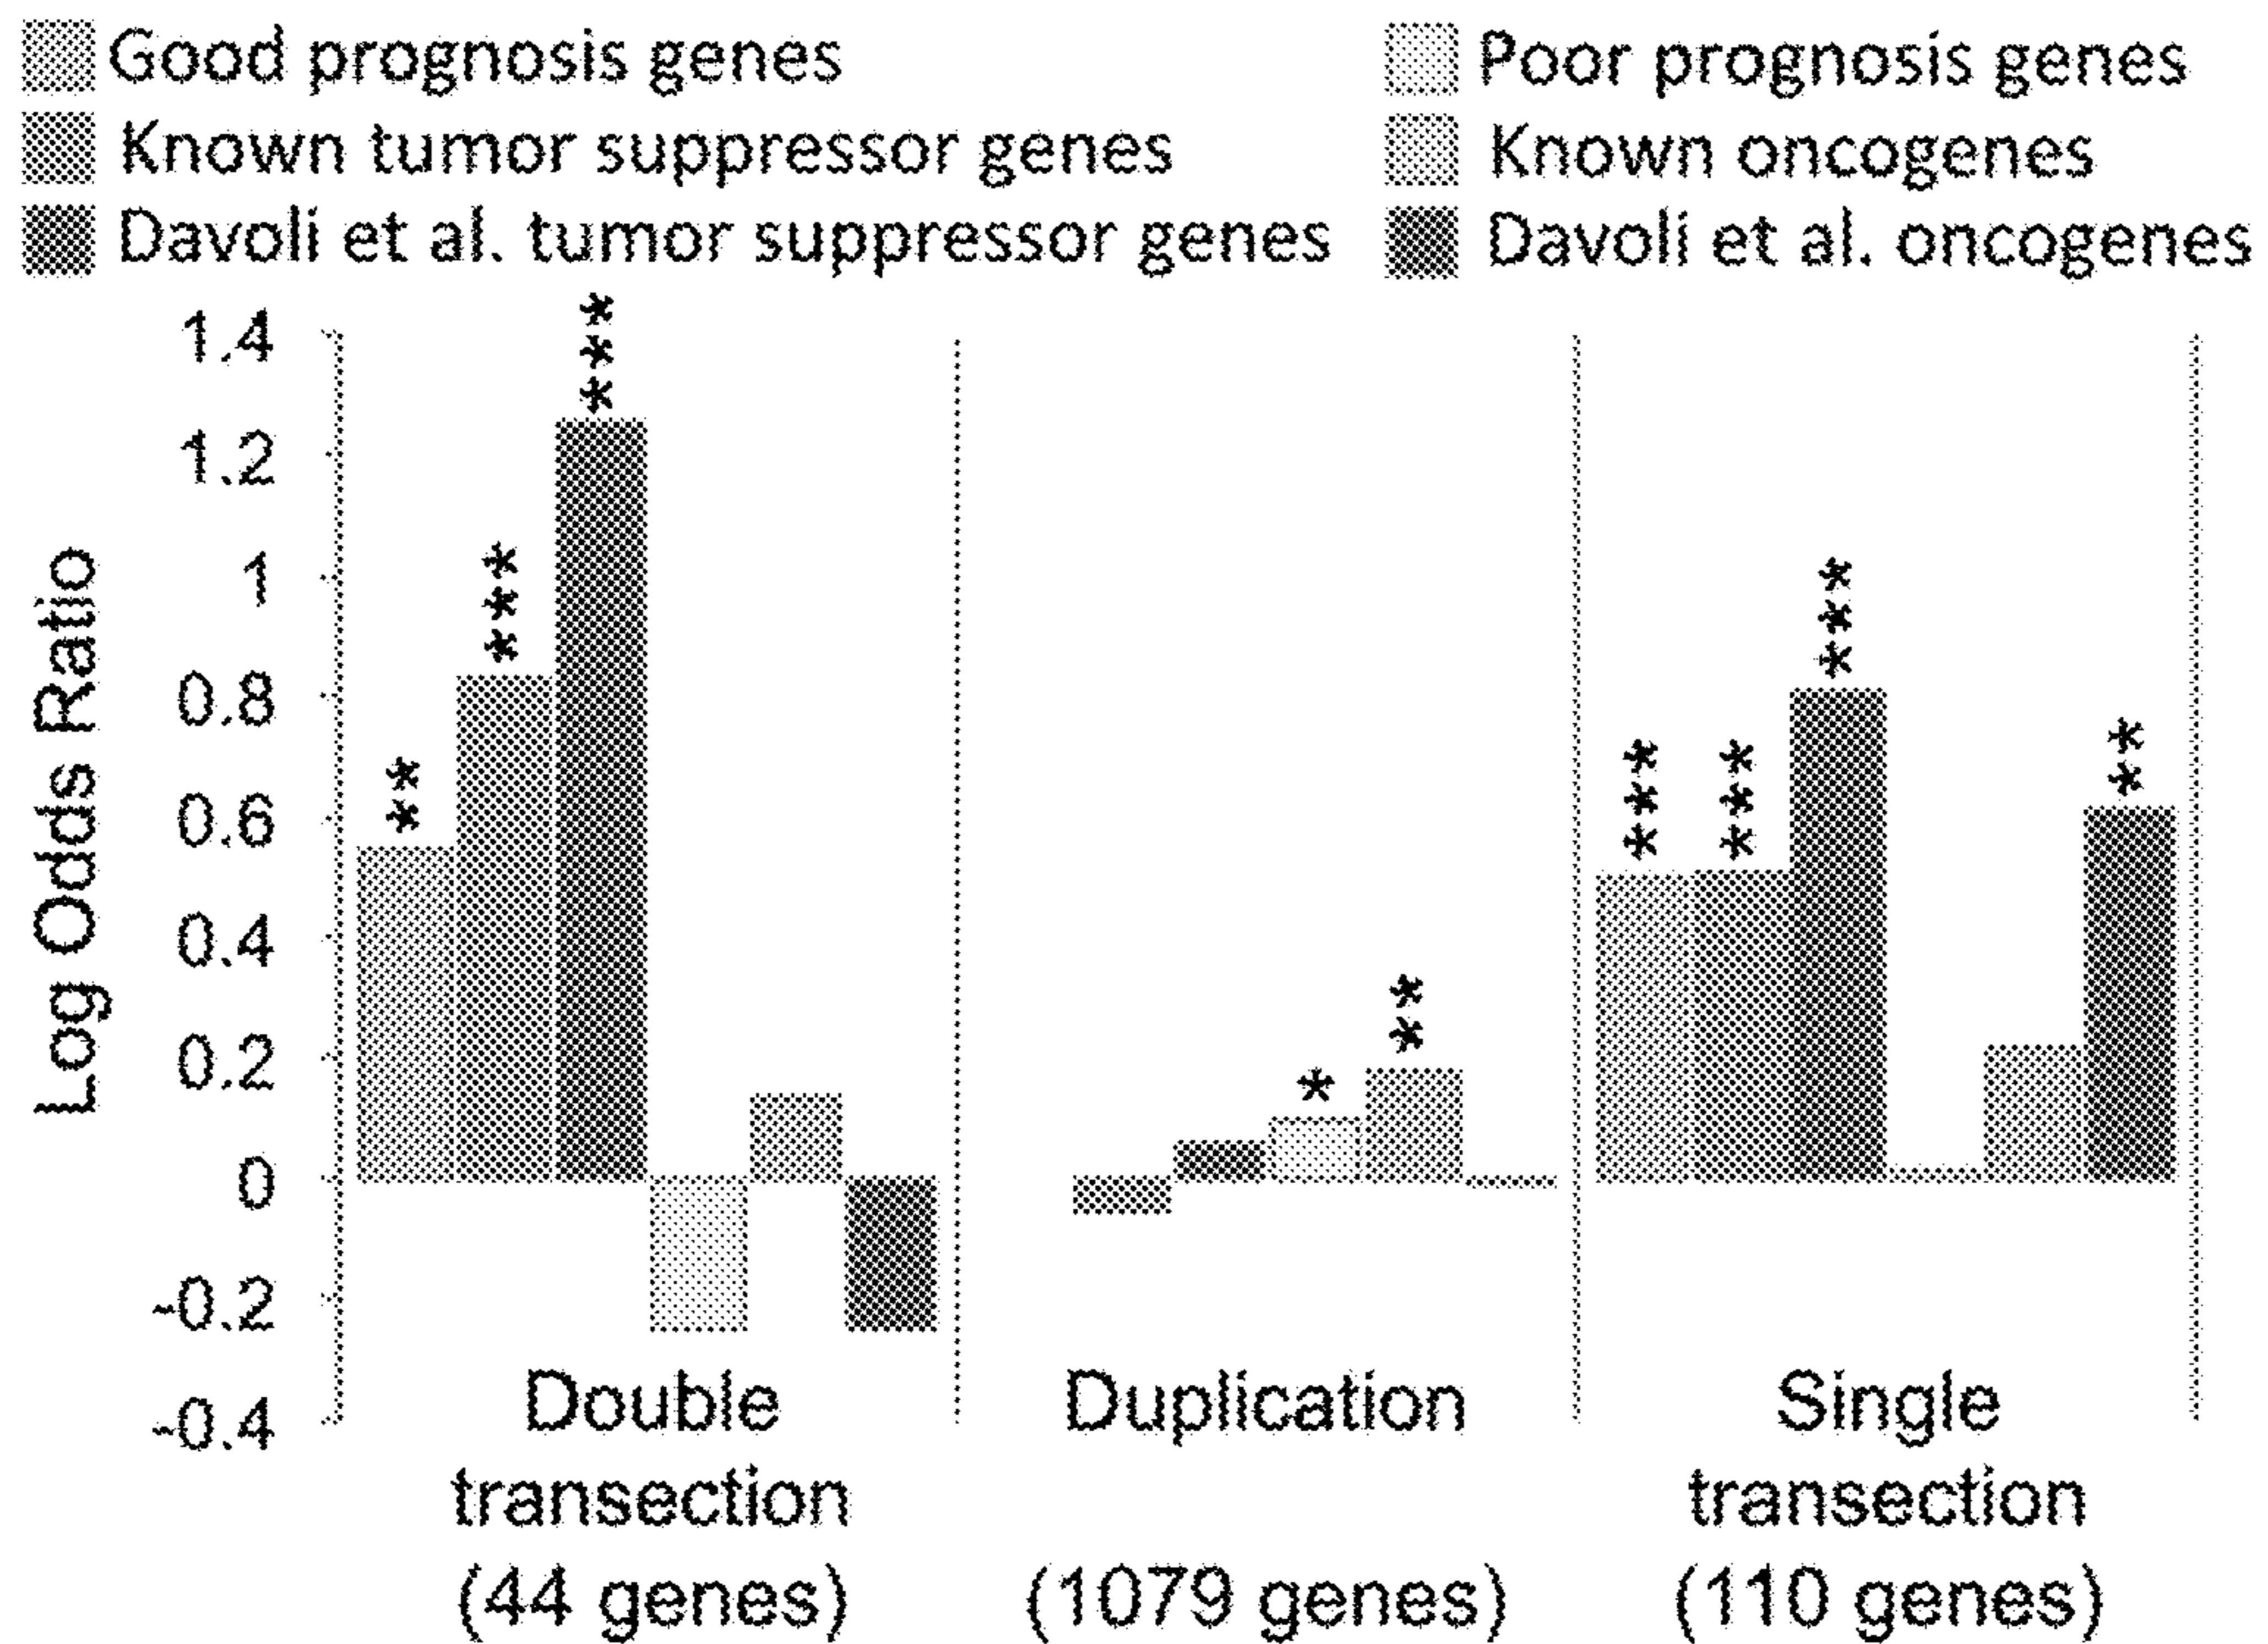 Good prognosis genes
Poor prognosis genes
Known tumor suppressor genes
Known oncogenes
Davoli et al. tumor suppressor genes
Davoli et al. oncogenes
Log Odds Ratio
1.4
1.2
1
0.8
0.6
0.4
0.2
0
-0.2
-0.4
**
***
***
*
**
***
***
***
**
Double
transection
(44 genes)
Duplication
(1079 genes)
Single
transection
(110 genes)